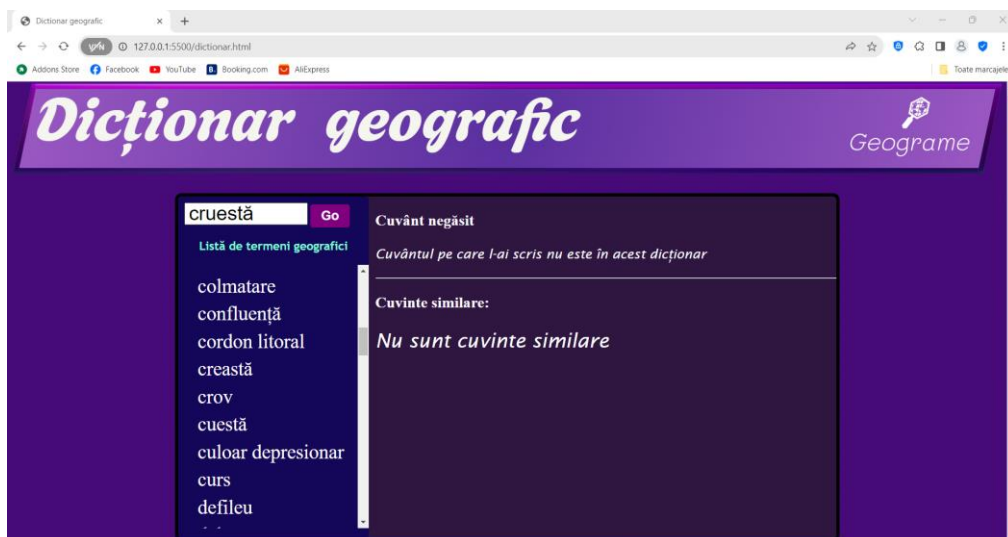 Dictionar geografic
127.0.0.1:5500/dictionar.html
Addons Store Facebook YouTube Booking.com AliExpress Toate marcajele
Dicționar geografic
Geograme
cruestă Go
Listă de termeni geografici
colmatare
confluență
cordon litoral
creastă
crov
cuestă
culoar depresionar
curs
defileu
Cuvânt negăsit
Cuvântul pe care l-ai scris nu este în acest dicționar
Cuvinte similare:
Nu sunt cuvinte similare